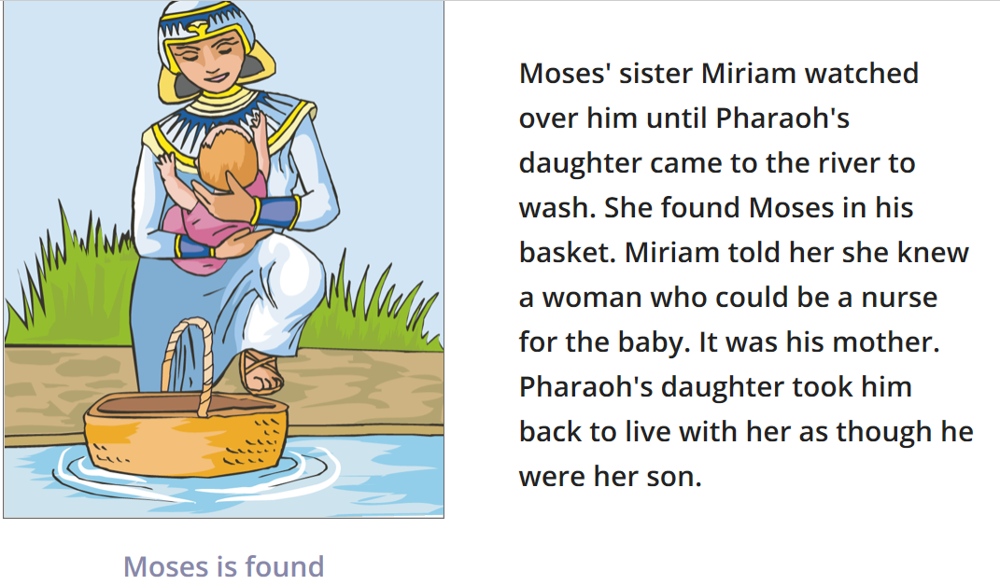 Moses' sister Miriam watched
over him until Pharaoh's
daughter came to the river to
wash. She found Moses in his
basket. Miriam told her she knew
a woman who could be a nurse
for the baby. It was his mother.
Pharaoh's daughter took him
back to live with her as though he
were her son.
Moses is found